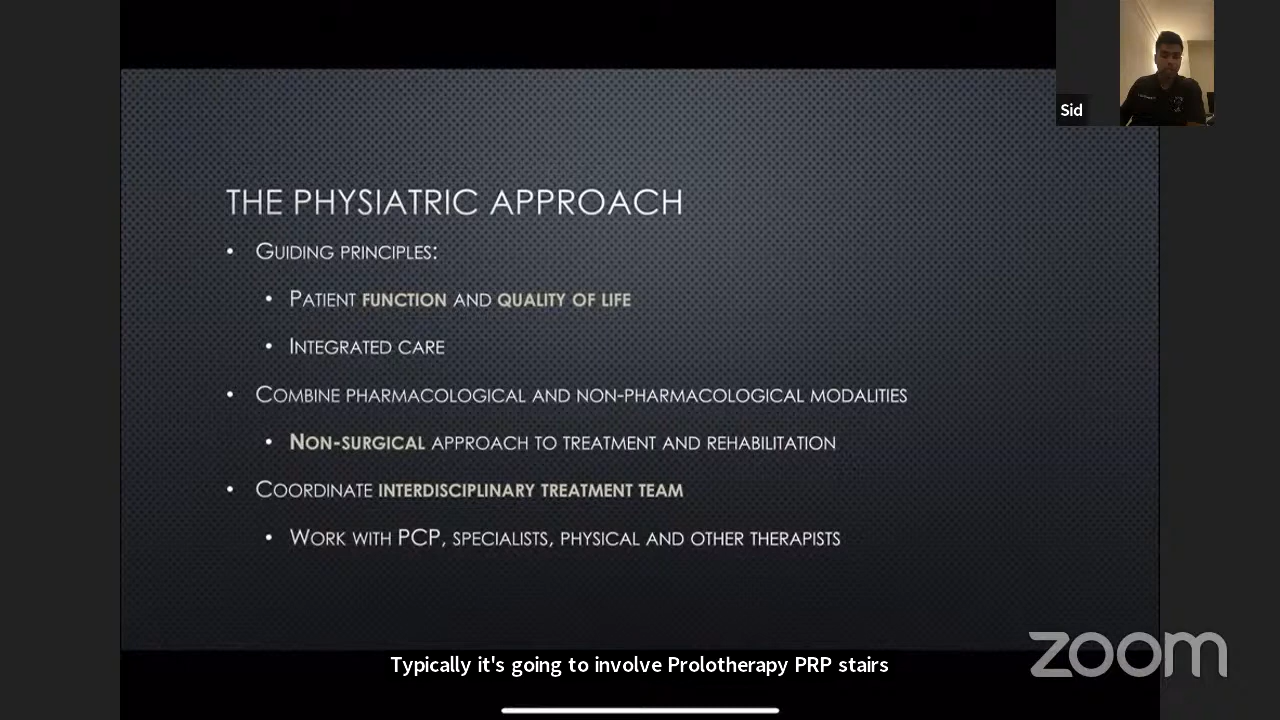 Sid
THE PHYSIATRIC APPROACH
• GUIDING PRINCIPLES:
• PATIENT FUNCTION AND QUALITY OF LIFE
• INTEGRATED CARE
• COMBINE PHARMACOLOGICAL AND NON-PHARMACOLOGICAL MODALITIES
• NON-SURGICAL APPROACH TO TREATMENT AND REHABILITATION
• COORDINATE INTERDISCIPLINARY TREATMENT TEAM
• WORK WITH PCP, SPECIALISTS, PHYSICAL AND OTHER THERAPISTS
zoom
Typically it's going to involve Prolotherapy PRP stairs